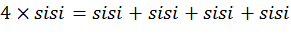 4 × sisi = sisi + sisi + sisi + sisi